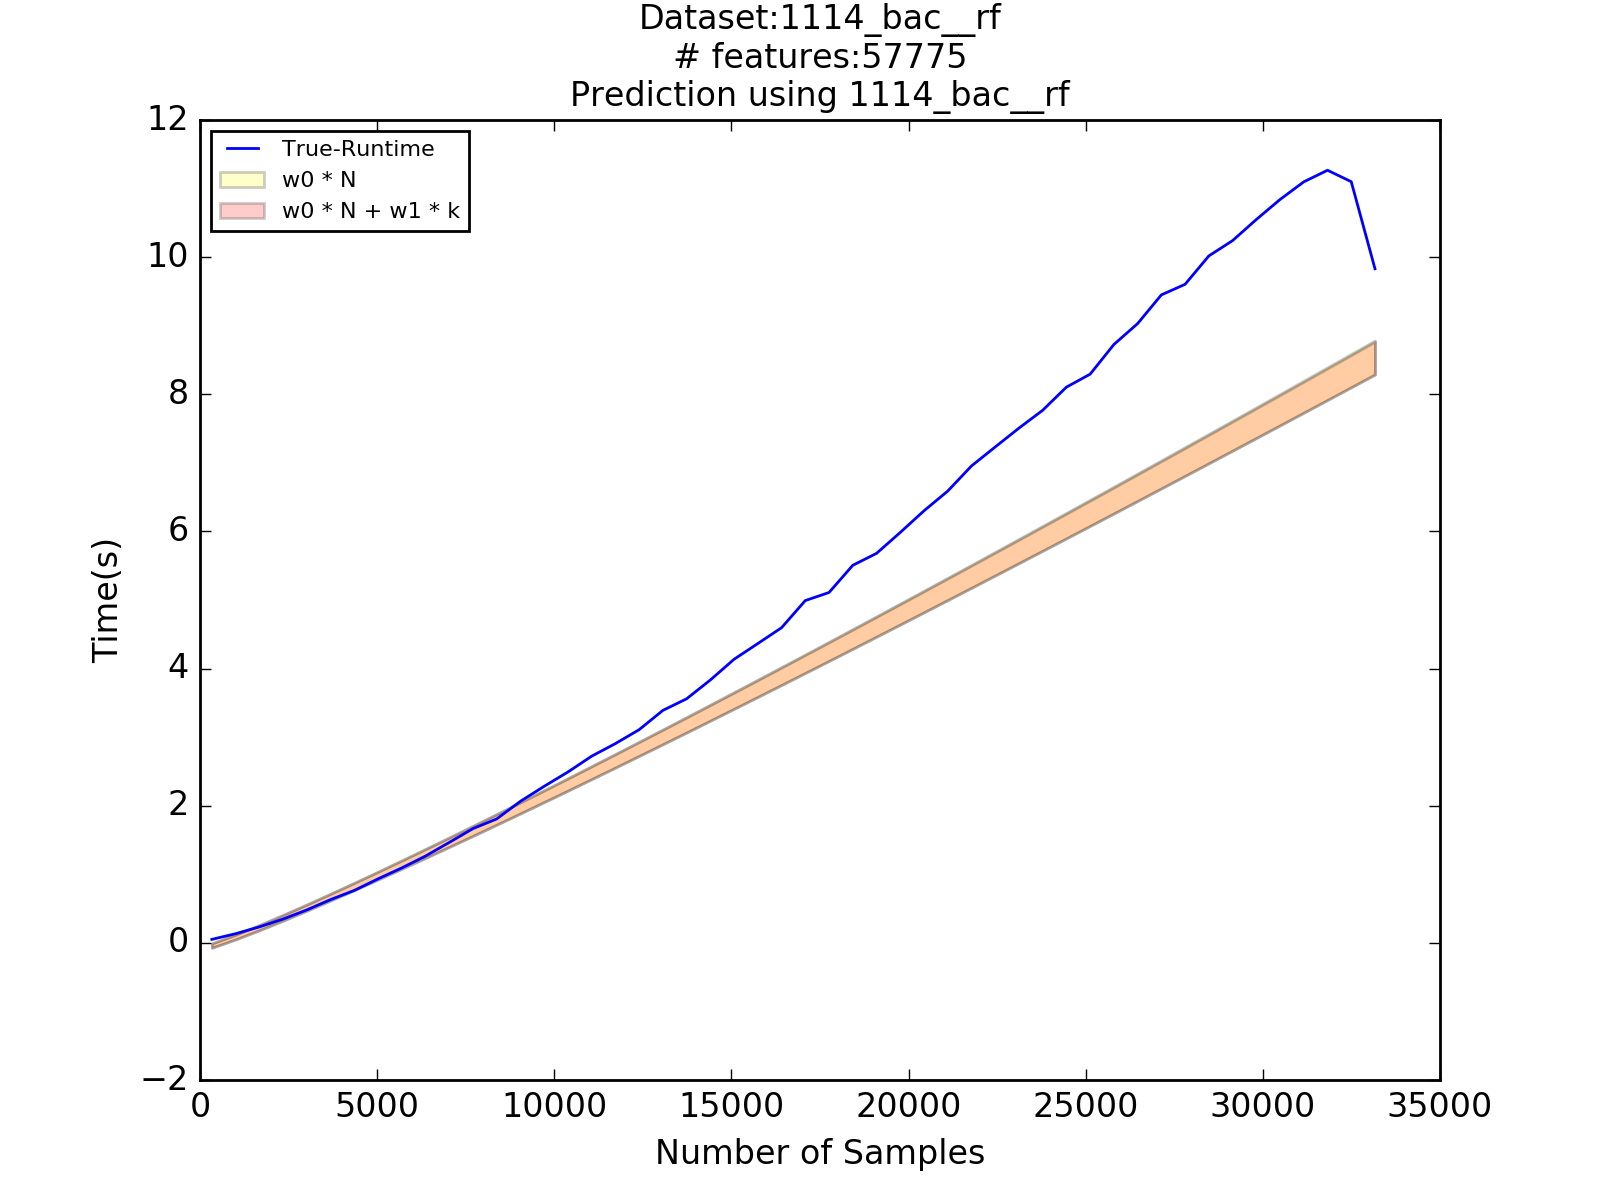 Dataset:1114_bac__rf
# features:57775
Prediction using 1114_bac__rf
True-Runtime
w0 * N
w0 * N + w1 * k
12
10
8
6
4
2
0
−2
Time(s)
0 5000 10000 15000 20000 25000 30000 35000
Number of Samples